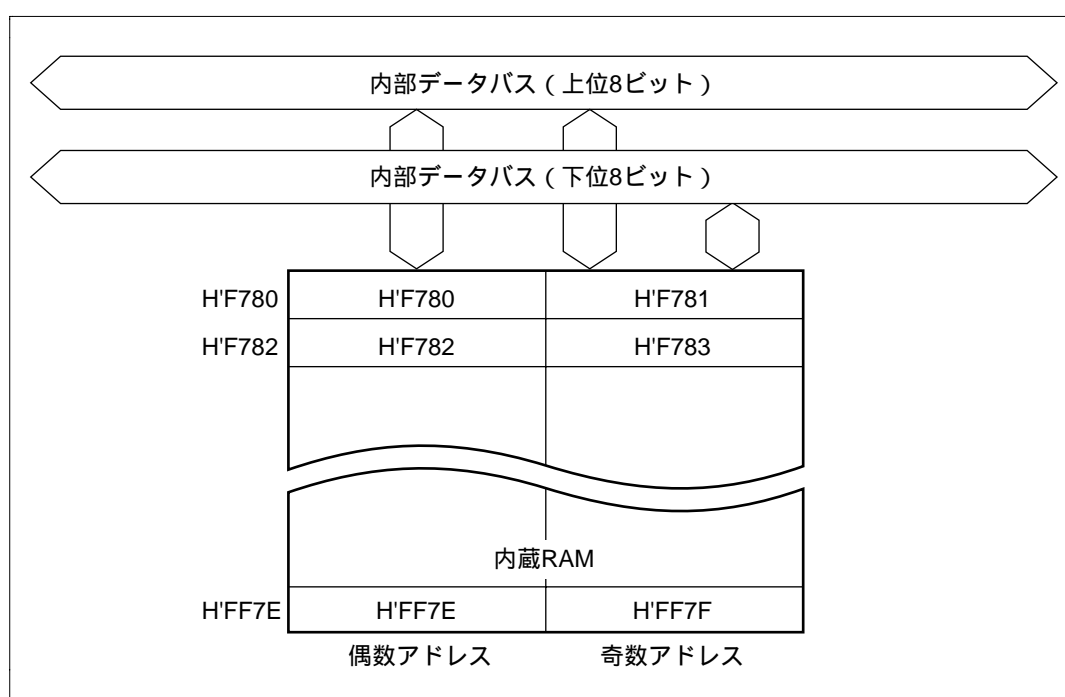 内部データバス（上位8ビット）
内部データバス（下位8ビット）
H'F780 H'F780 H'F781
H'F782 H'F782 H'F783
内蔵RAM
H'FF7E H'FF7E H'FF7F
偶数アドレス 奇数アドレス